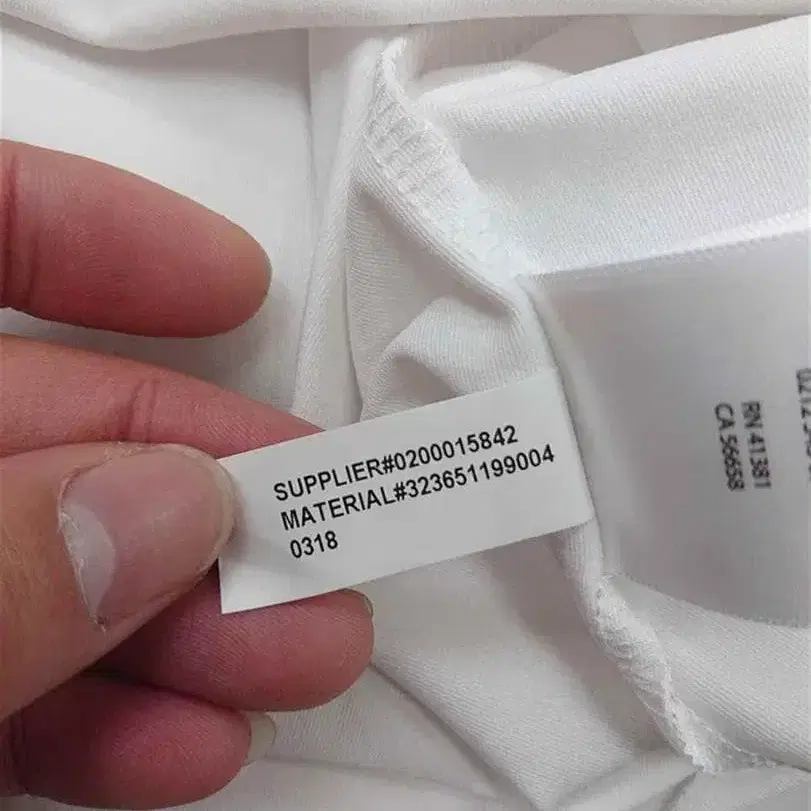 SUPPLIER#0200015842
MATERIAL#323651199004
0318
RN 41381
CA 56658